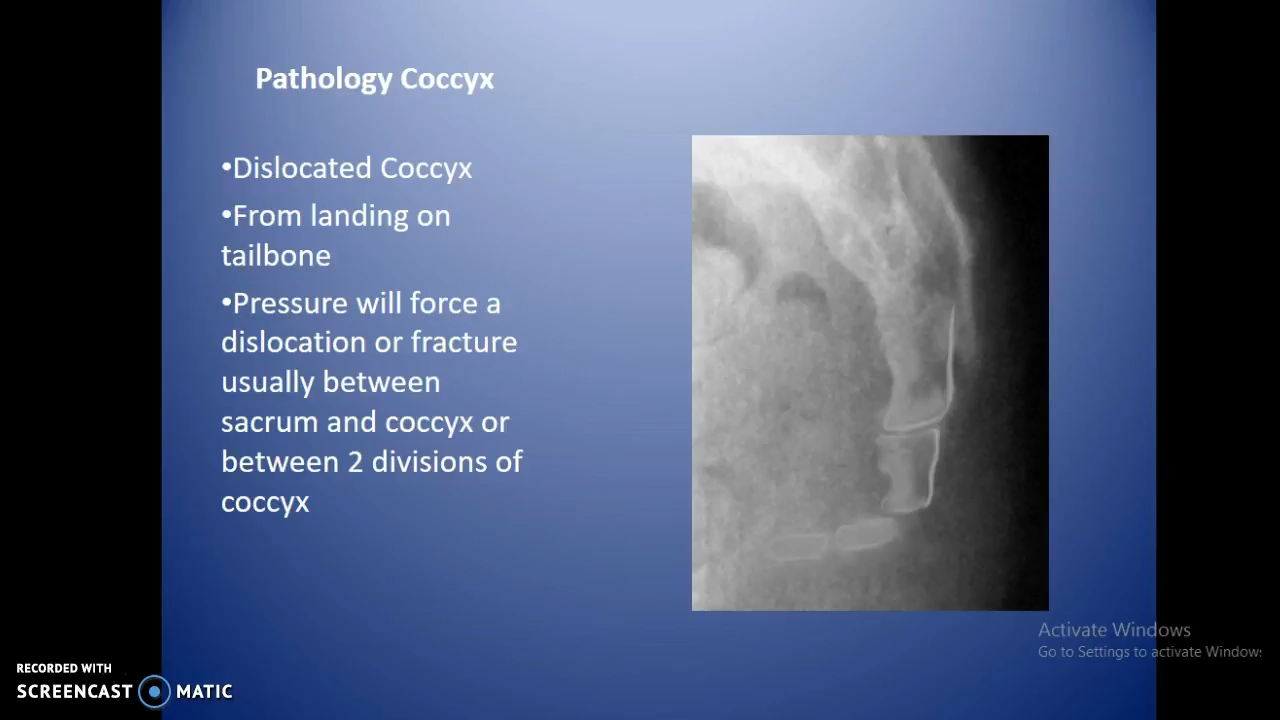 Pathology Coccyx
•Dislocated Coccyx
•From landing on
tailbone
•Pressure will force a
dislocation or fracture
usually between
sacrum and coccyx or
between 2 divisions of
coccyx
Activate Windows
Go to Settings to activate Windows
RECORDED WITH
SCREENCAST MATIC